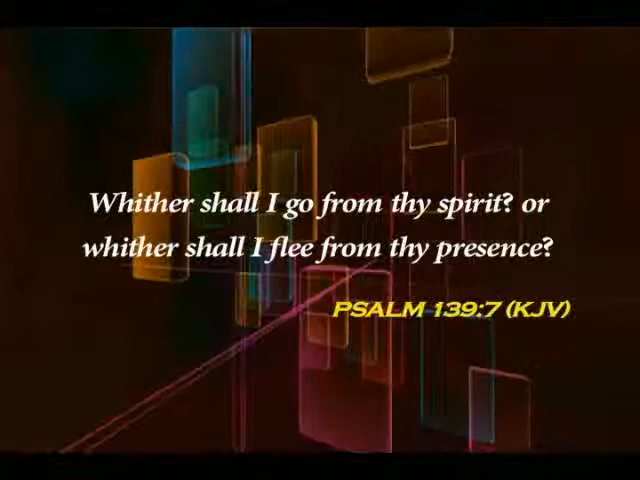 Whither shall I go from thy spirit? or
whither shall I flee from thy presence?
PSALM 139:7 (KJV)